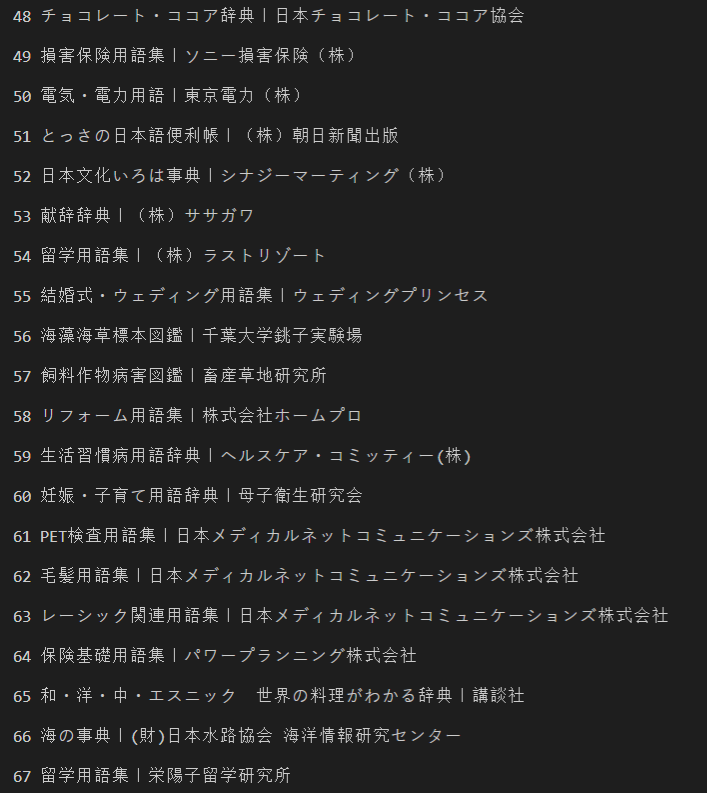 48 チョコレート・ココア辞典｜日本チョコレート・ココア協会
49 損害保険用語集｜ソニー損害保険（株）
50 電気・電力用語｜東京電力（株）
51 とっさの日本語便利帳｜（株）朝日新聞出版
52 日本文化いろは事典｜シナジーマーティング（株）
53 献辞辞典｜（株）ササガワ
54 留学用語集｜（株）ラストリゾート
55 結婚式・ウェディング用語集｜ウェディングプリンセス
56 海藻海草標本図鑑｜千葉大学銚子実験場
57 飼料作物病害図鑑｜畜産草地研究所
58 リフォーム用語集｜株式会社ホームプロ
59 生活習慣病用語辞典｜ヘルスケア・コミッティー(株)
60 妊娠・子育て用語辞典｜母子衛生研究会
61 PET検査用語集｜日本メディカルネットコミュニケーションズ株式会社
62 毛髪用語集｜日本メディカルネットコミュニケーションズ株式会社
63 レーシック関連用語集｜日本メディカルネットコミュニケーションズ株式会社
64 保険基礎用語集｜パワープランニング株式会社
65 和・洋・中・エスニック　世界の料理がわかる辞典｜講談社
66 海の事典｜(財)日本水路協会 海洋情報研究センター
67 留学用語集｜栄陽子留学研究所